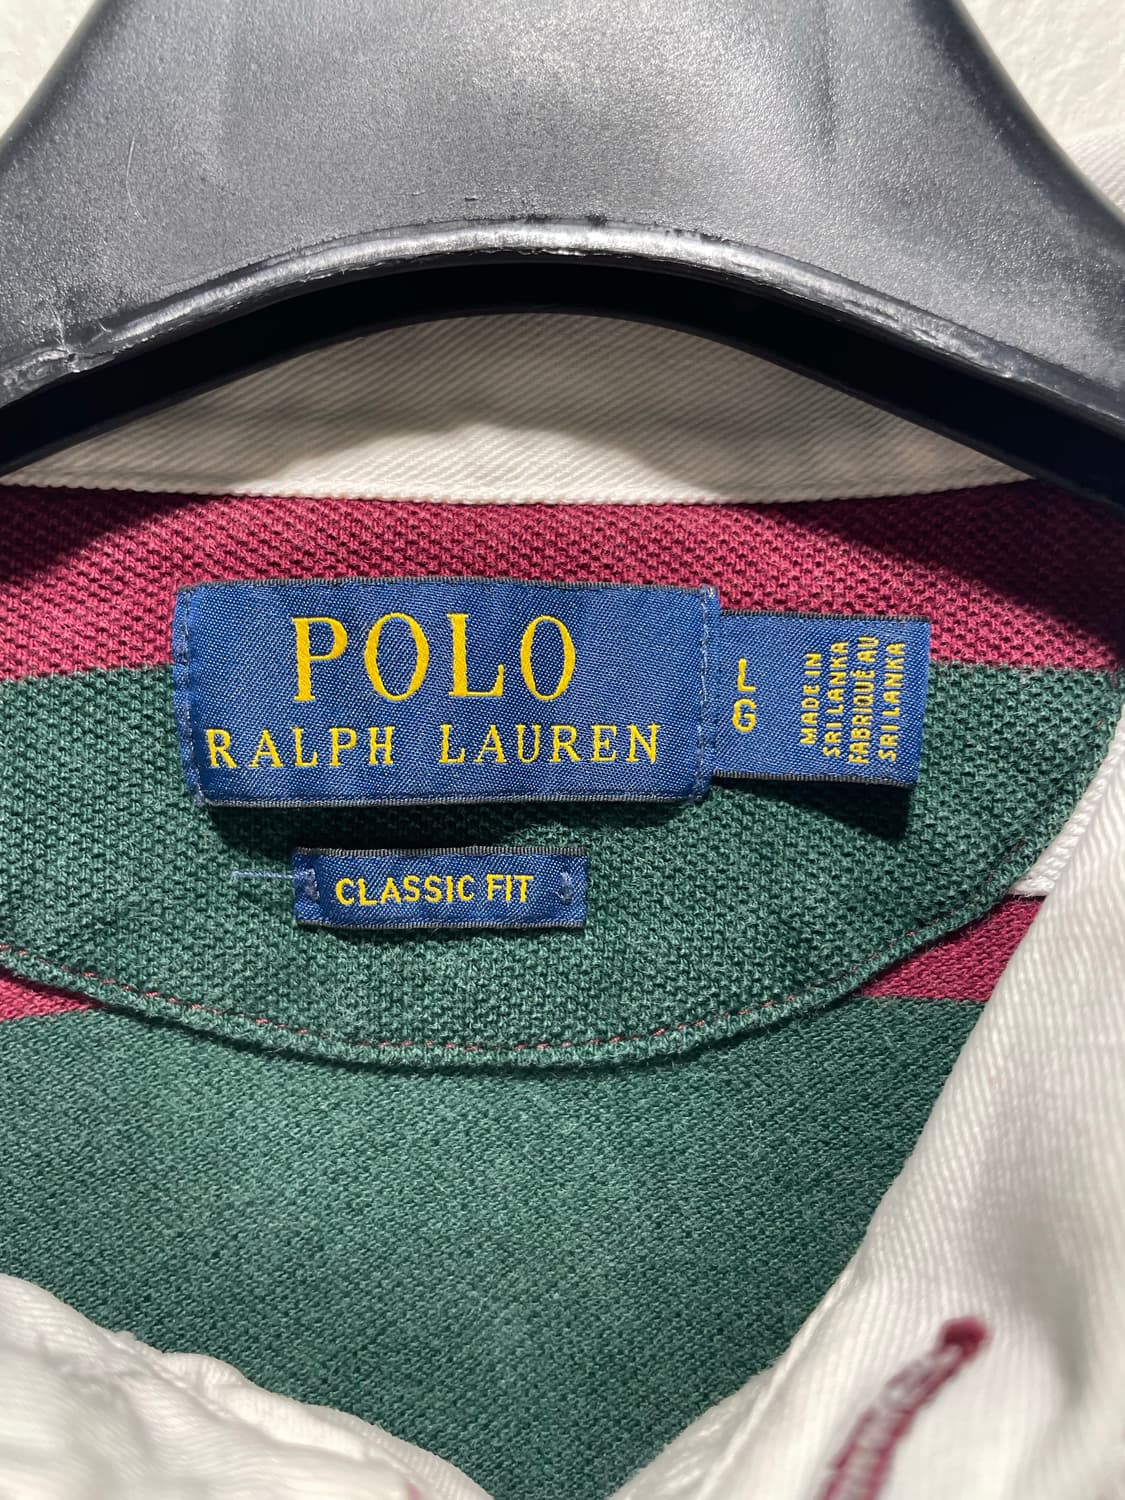 POLO
RALPH LAUREN
L
G
MADE IN
SRI LANKA
FABRIQUÉ AU
SRI LANKA
CLASSIC FIT